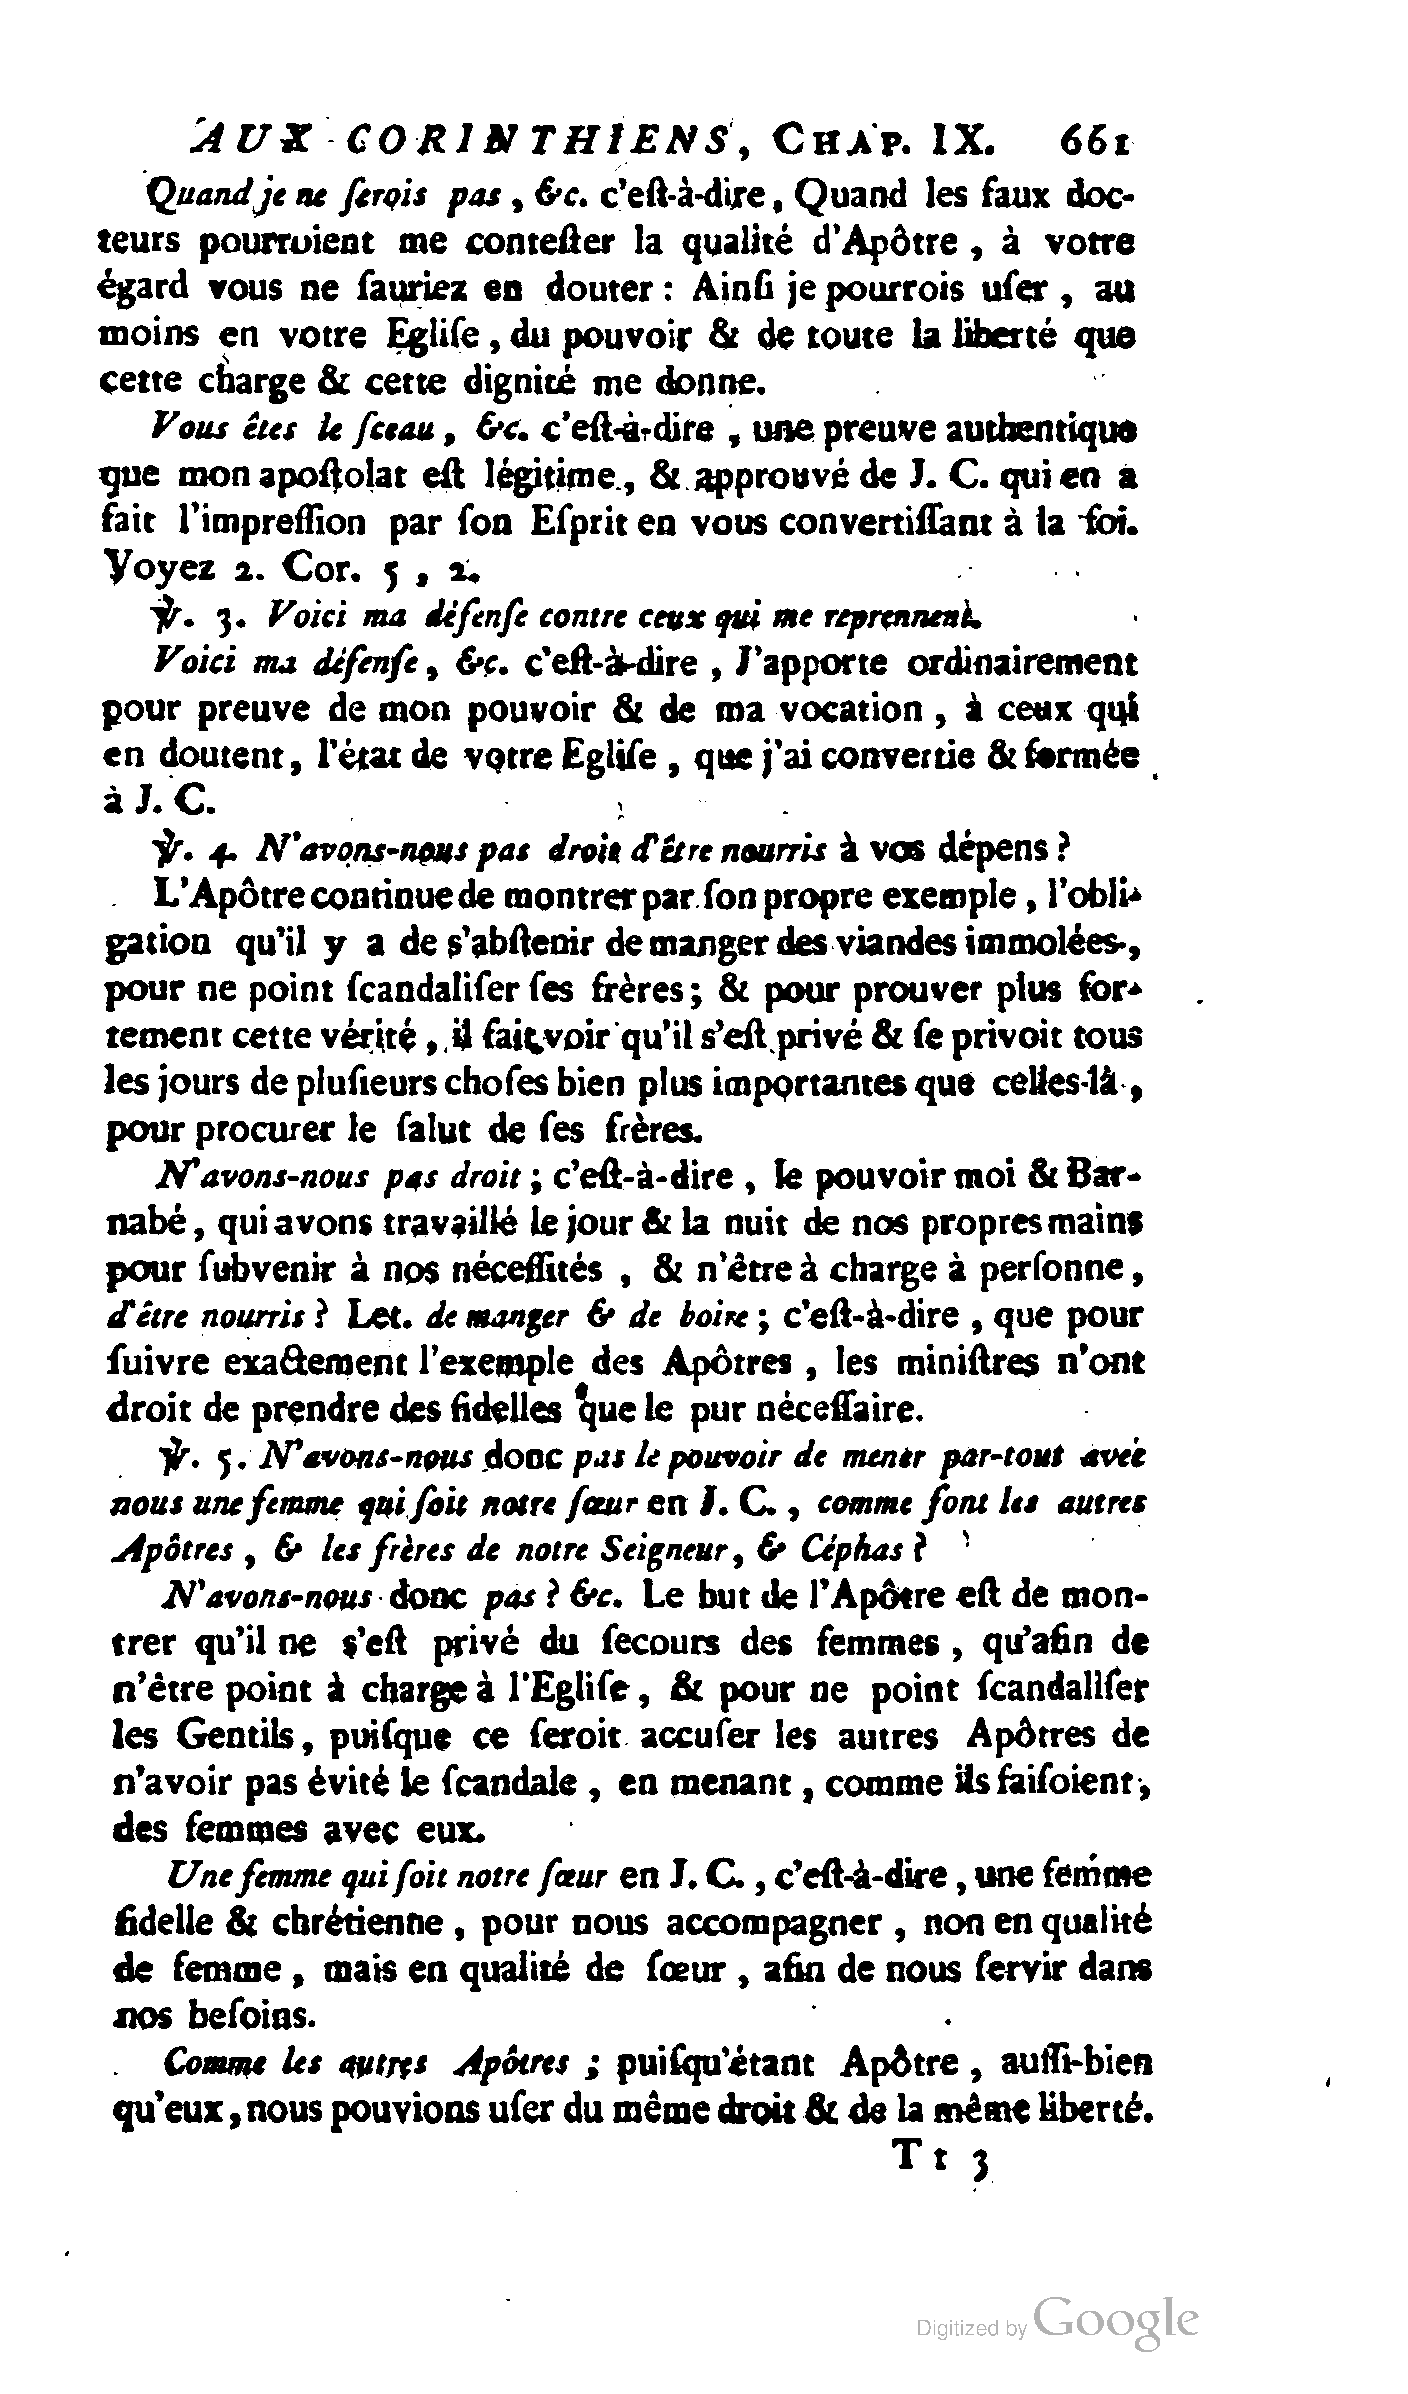 AUX CORINTHIENS, CHAP. IX. 661
Quand je ne ſerois pas, &c. c'eſt-à-dire, Quand les faux doc-
teurs pourroient me conteſter la qualité d'Apôtre, à votre
égard vous ne ſauriez en douter : Ainſi je pourrois uſer, au
moins en votre Egliſe, du pouvoir & de toute la liberté que
cette charge & cette dignité me donne.
Vous êtes le ſceau, &c. c'eſt-à-dire, une preuve authentique
que mon apoſtolat eſt légitime, & approuvé de J. C. qui en a
fait l'impreſſion par ſon Eſprit en vous convertiſſant à la foi.
Voyez 2. Cor. 5, 2.
℣. 3. Voici ma défenſe contre ceux qui me reprennent.
Voici ma défenſe, &c. c'eſt-à-dire, J'apporte ordinairement
pour preuve de mon pouvoir & de ma vocation, à ceux qui
en doutent, l'état de votre Egliſe, que j'ai convertie & formée
à J. C.
℣. 4. N'avons-nous pas droit d'être nourris à vos dépens ?
L'Apôtre continue de montrer par ſon propre exemple, l'obli-
gation qu'il y a de s'abſtenir de manger des viandes immolées,
pour ne point ſcandaliſer ſes frères ; & pour prouver plus for-
tement cette vérité, il fait voir qu'il s'eſt privé & ſe privoit tous
les jours de pluſieurs choſes bien plus importantes que celles-là,
pour procurer le ſalut de ſes frères.
N'avons-nous pas droit ; c'eſt-à-dire, le pouvoir moi & Bar-
nabé, qui avons travaillé le jour & la nuit de nos propres mains
pour ſubvenir à nos néceſſités, & n'être à charge à perſonne,
d'être nourris ? Let. de manger & de boire ; c'eſt-à-dire, que pour
ſuivre exactement l'exemple des Apôtres, les miniſtres n'ont
droit de prendre des fidelles que le pur néceſſaire.
℣. 5. N'avons-nous donc pas le pouvoir de mener par-tout avec
nous une femme qui ſoit notre ſœur en J. C., comme font les autres
Apôtres, & les frères de notre Seigneur, & Céphas ?
N'avons-nous donc pas ? &c. Le but de l'Apôtre eſt de mon-
trer qu'il ne s'eſt privé du ſecours des femmes, qu'afin de
n'être point à charge à l'Egliſe, & pour ne point ſcandaliſer
les Gentils, puiſque ce ſeroit accuſer les autres Apôtres de
n'avoir pas évité le ſcandale, en menant, comme ils faiſoient,
des femmes avec eux.
Une femme qui ſoit notre ſœur en J. C., c'eſt-à-dire, une femme
fidelle & chrétienne, pour nous accompagner, non en qualité
de femme, mais en qualité de ſœur, afin de nous ſervir dans
nos beſoins.
Comme les autres Apôtres ; puiſqu'étant Apôtre, auſſi-bien
qu'eux, nous pouvions uſer du même droit & de la même liberté.
Tt 3
Digitized by Google